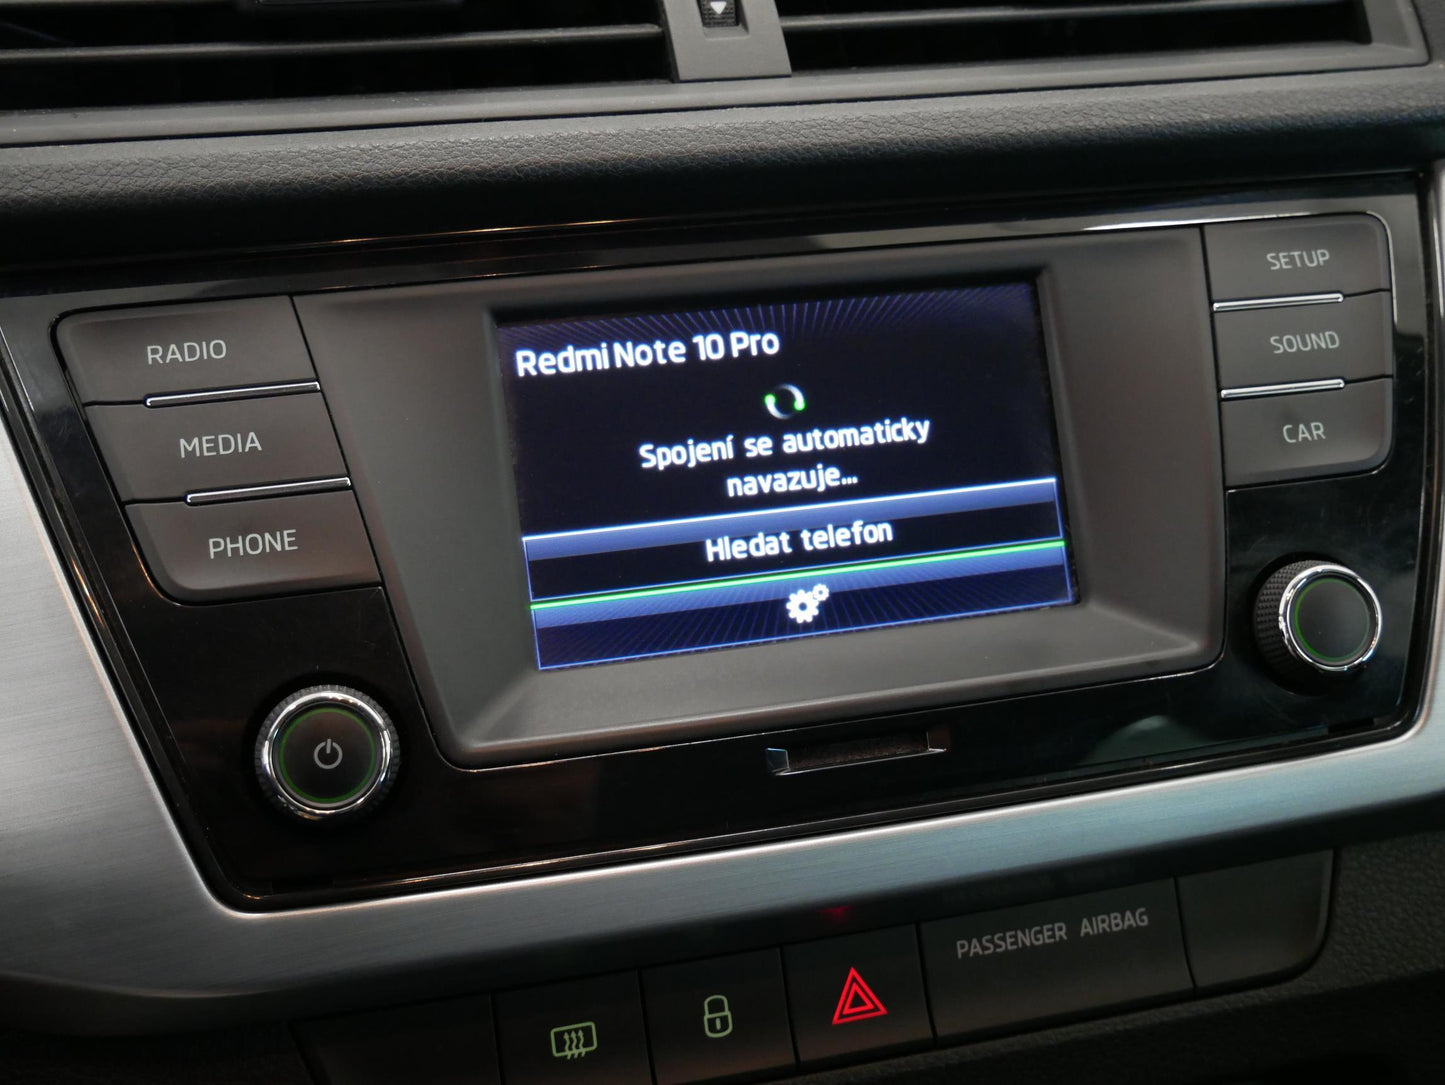 RADIO
MEDIA
PHONE
Redmi Note 10 Pro
Spojení se automaticky
navazuje...
Hledat telefon
SETUP
SOUND
CAR
PASSENGER AIRBAG